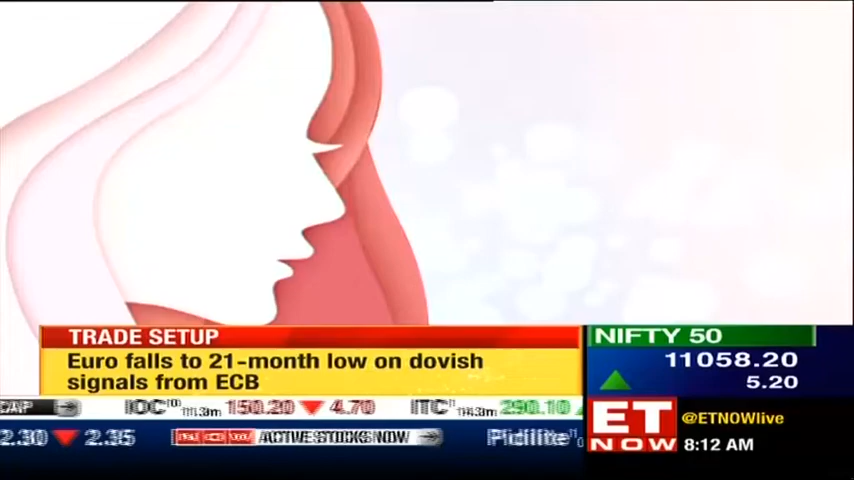 TRADE SETUP
Euro falls to 21-month low on dovish
signals from ECB
NIFTY 50
11058.20
5.20
ET
NOW
@ETNOWlive
8:12 AM
CAP IOC 150.20 4.70 ITC 290.10
2.30 2.35 ACTIVE STOCKS NOW Pidilite